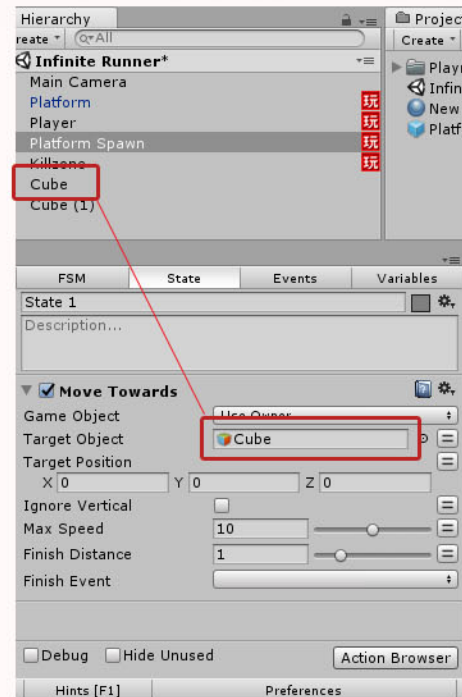 Hierarchy
Projec
reate
All
Create
Infinite Runner*
Main Camera
Platform
玩
Player
玩
Platform Spawn
玩
Killzone
玩
Cube
Cube (1)
Playr
Infin
New
Platf
FSM State Events Variables
State 1
Description...
Move Towards
Game Object Use Owner
Target Object Cube
Target Position
X 0 Y 0 Z 0
Ignore Vertical
Max Speed 10
Finish Distance 1
Finish Event
Debug Hide Unused Action Browser
Hints [F1] Preferences